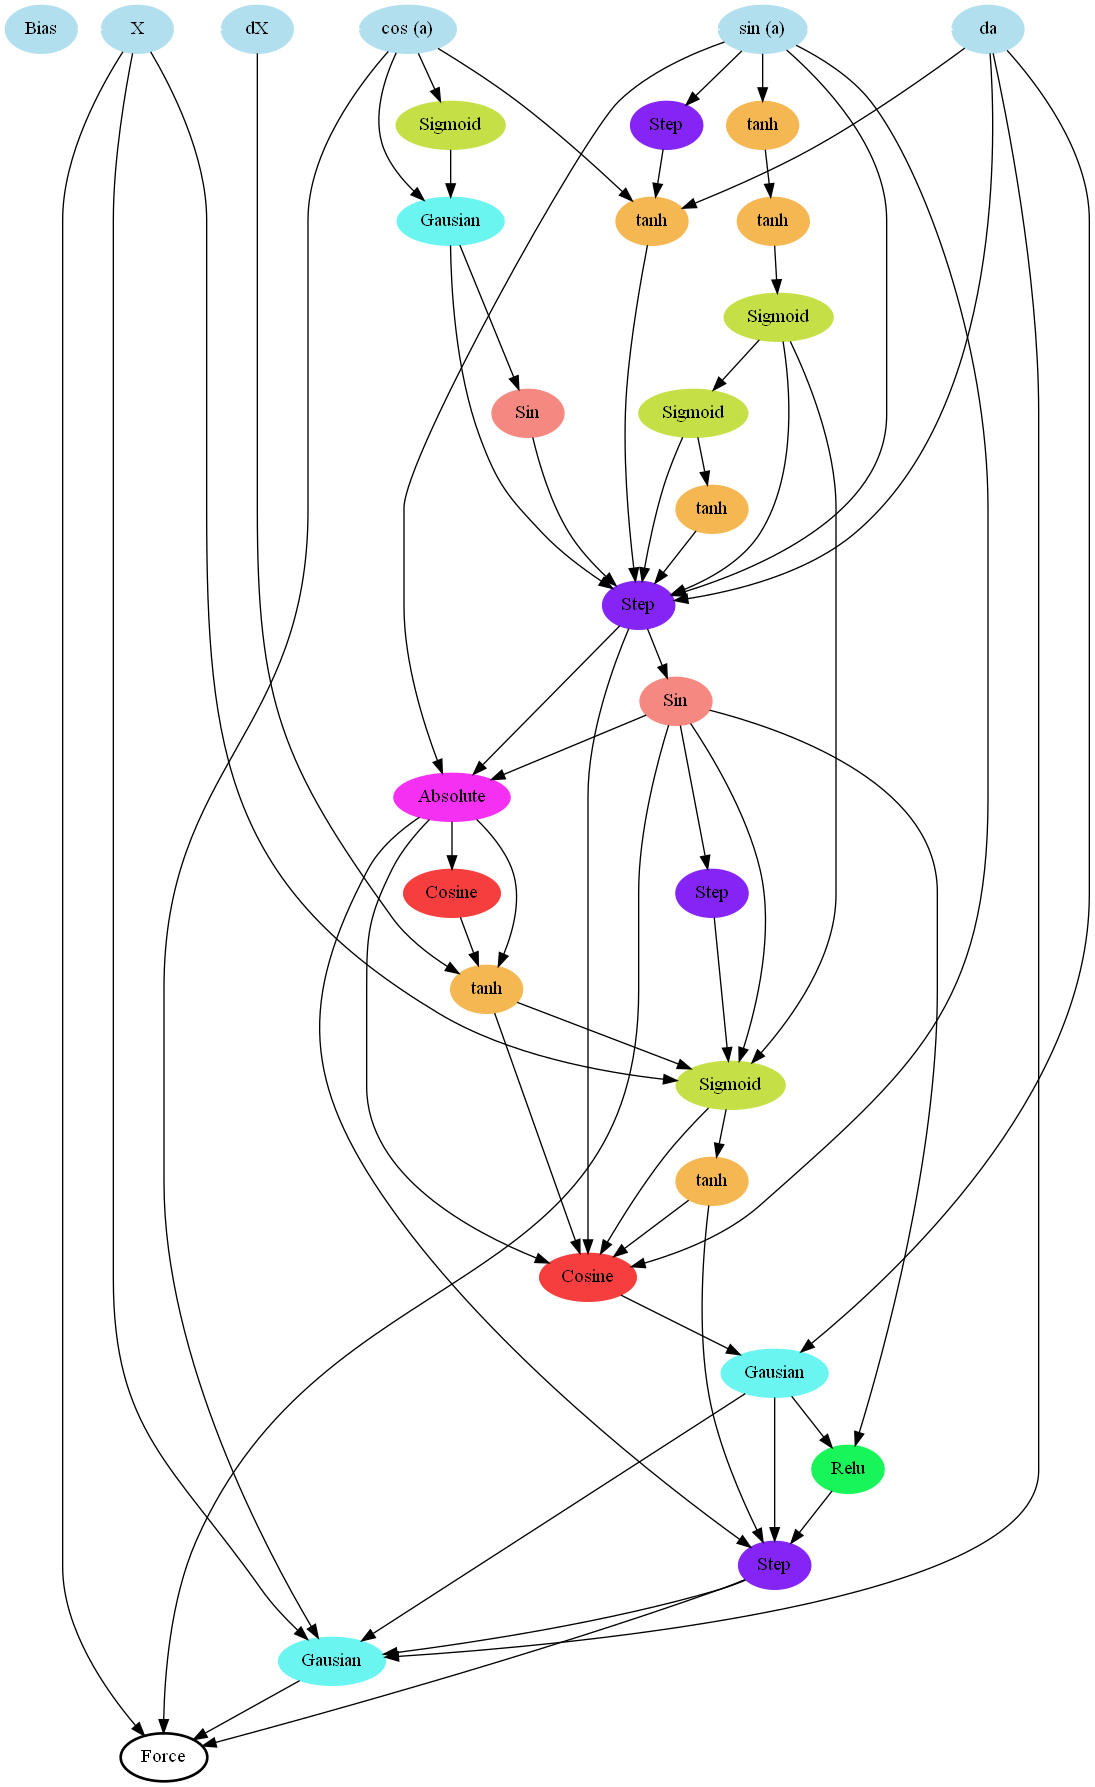 Bias
X
dX
cos (a)
sin (a)
da
Sigmoid
Step
tanh
Gausian
tanh
tanh
Sigmoid
Sin
Sigmoid
tanh
Step
Sin
Absolute
Cosine
Step
tanh
Sigmoid
tanh
Cosine
Gausian
Relu
Step
Gausian
Force